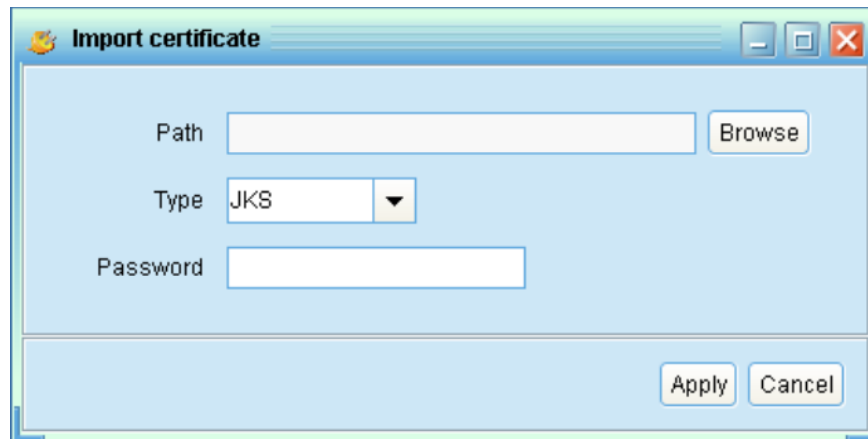 Import certificate
Path Browse
Type JKS
Password
Apply Cancel